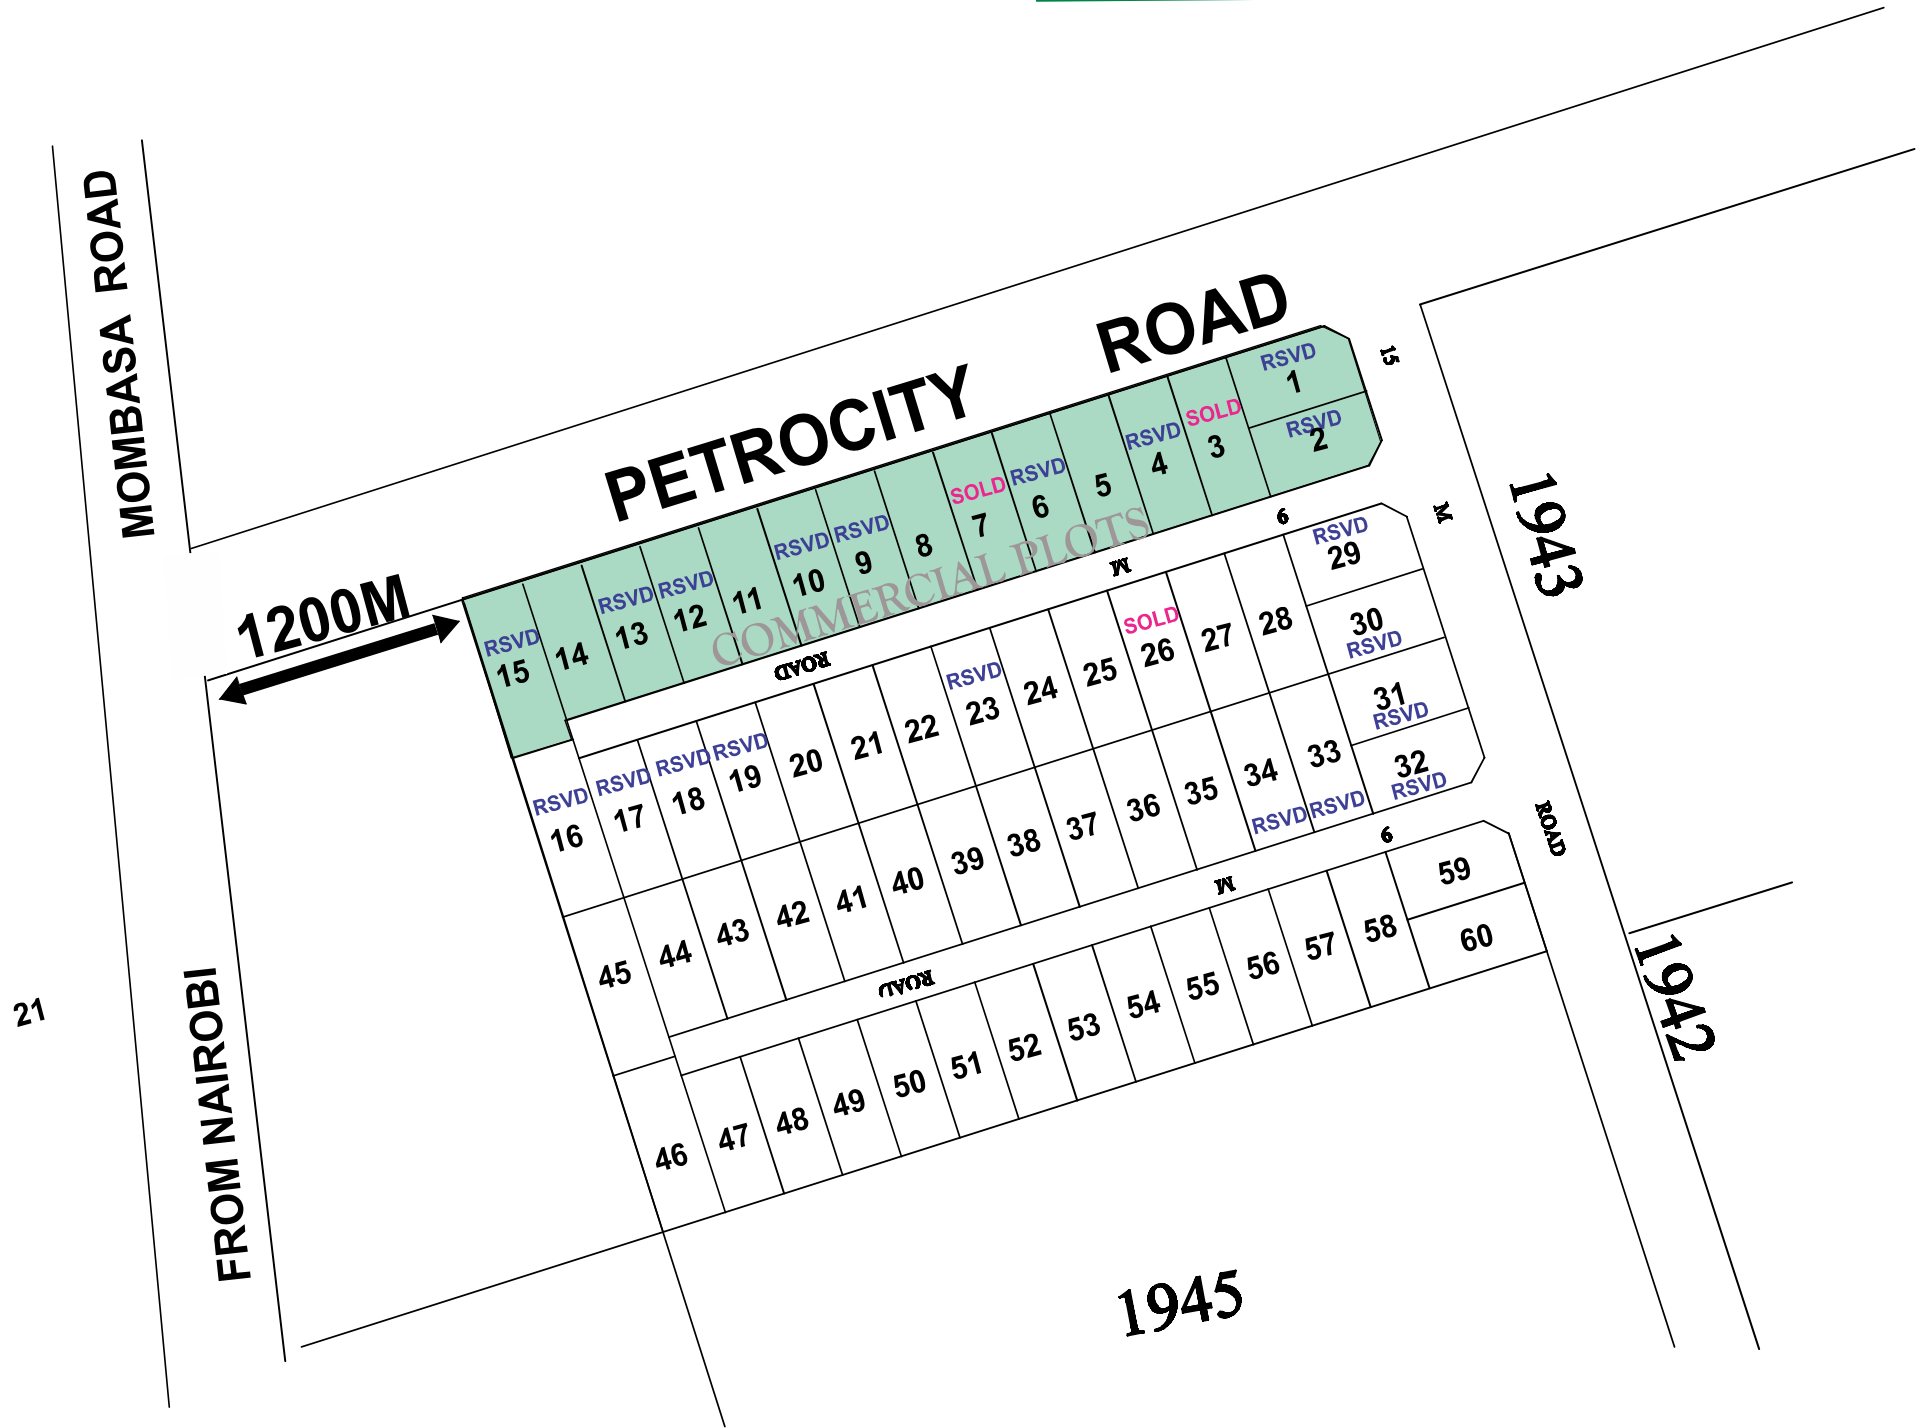 MOMBASA ROAD
FROM NAIROBI
21
1200M
PETROCITY ROAD
RSVD 1
RSVD 2
SOLD 3
RSVD 4
5
RSVD 6
SOLD 7
8
RSVD 9
RSVD 10
11
RSVD 12
RSVD 13
14
RSVD 15
COMMERCIAL PLOTS
ROAD M 9
15 M ROAD
RSVD 16
RSVD 17
RSVD 18
RSVD 19
20
21
22
RSVD 23
24
25
SOLD 26
27
28
RSVD 29
30 RSVD
31 RSVD
32 RSVD
33 RSVD
34 RSVD
35
36
37
38
39
40
41
42
43
44
45
ROAD M 9
46
47
48
49
50
51
52
53
54
55
56
57
58
59
60
1943
1942
1945